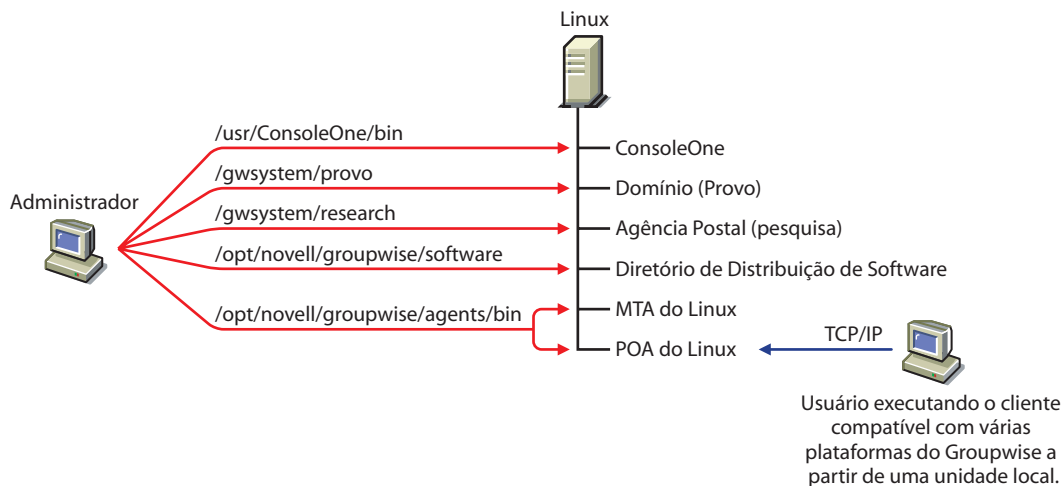 Linux
/usr/ConsoleOne/bin
ConsoleOne
/gwsystem/provo
Domínio (Provo)
Administrador
/gwsystem/research
Agência Postal (pesquisa)
/opt/novell/groupwise/software
Diretório de Distribuição de Software
/opt/novell/groupwise/agents/bin
MTA do Linux
POA do Linux
TCP/IP
Usuário executando o cliente
compatível com várias
plataformas do Groupwise a
partir de uma unidade local.